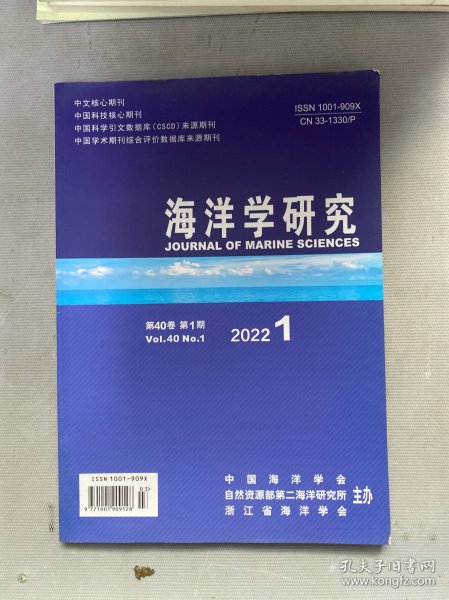 中文核心期刊
中国科技核心期刊
中国科学引文数据库(CSCD)来源期刊
中国学术期刊综合评价数据库来源期刊
ISSN 1001-909X
CN 33-1330/P
海洋学研究
JOURNAL OF MARINE SCIENCES
第40卷 第1期
Vol.40 No.1
2022 1
中国海洋学会
自然资源部第二海洋研究所
浙江省海洋学会
主办
ISSN 1001-909X
03>
9 771001 909128
孔夫子旧书网
www.kongfz.com